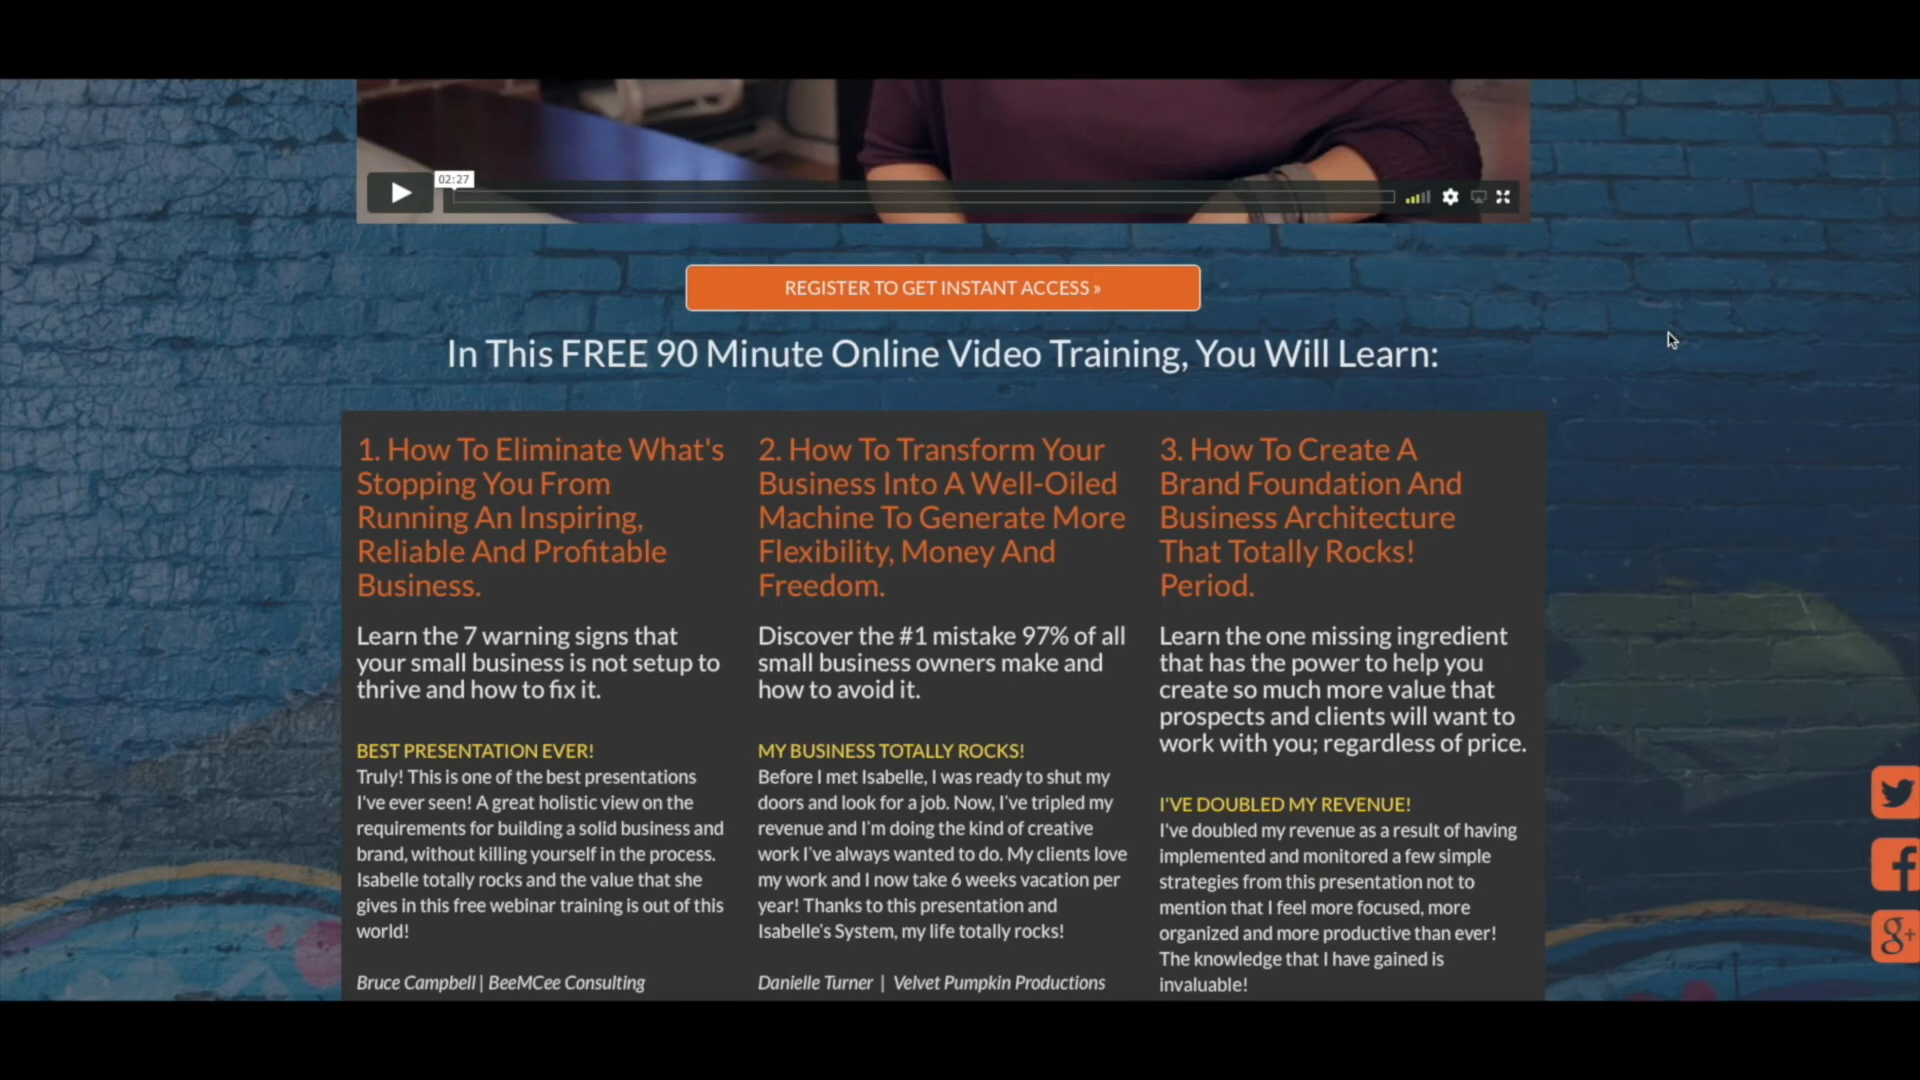 02:27
REGISTER TO GET INSTANT ACCESS »
In This FREE 90 Minute Online Video Training, You Will Learn:
1. How To Eliminate What's
Stopping You From
Running An Inspiring,
Reliable And Profitable
Business.
Learn the 7 warning signs that
your small business is not setup to
thrive and how to fix it.
BEST PRESENTATION EVER!
Truly! This is one of the best presentations
I've ever seen! A great holistic view on the
requirements for building a solid business and
brand, without killing yourself in the process.
Isabelle totally rocks and the value that she
gives in this free webinar training is out of this
world!
Bruce Campbell | BeeMCee Consulting
2. How To Transform Your
Business Into A Well-Oiled
Machine To Generate More
Flexibility, Money And
Freedom.
Discover the #1 mistake 97% of all
small business owners make and
how to avoid it.
MY BUSINESS TOTALLY ROCKS!
Before I met Isabelle, I was ready to shut my
doors and look for a job. Now, I've tripled my
revenue and I'm doing the kind of creative
work I've always wanted to do. My clients love
my work and I now take 6 weeks vacation per
year! Thanks to this presentation and
Isabelle's System, my life totally rocks!
Danielle Turner | Velvet Pumpkin Productions
3. How To Create A
Brand Foundation And
Business Architecture
That Totally Rocks!
Period.
Learn the one missing ingredient
that has the power to help you
create so much more value that
prospects and clients will want to
work with you; regardless of price.
I'VE DOUBLED MY REVENUE!
I've doubled my revenue as a result of having
implemented and monitored a few simple
strategies from this presentation not to
mention that I feel more focused, more
organized and more productive than ever!
The knowledge that I have gained is
invaluable!
g+